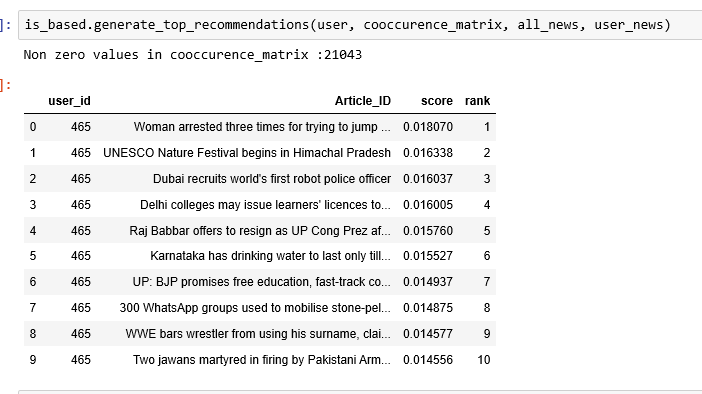 ]: is_based.generate_top_recommendations(user, cooccurence_matrix, all_news, user_news)
Non zero values in cooccurence_matrix :21043
]:
user_id Article_ID score rank
0 465 Woman arrested three times for trying to jump ... 0.018070 1
1 465 UNESCO Nature Festival begins in Himachal Pradesh 0.016338 2
2 465 Dubai recruits world's first robot police officer 0.016037 3
3 465 Delhi colleges may issue learners' licences to... 0.016005 4
4 465 Raj Babbar offers to resign as UP Cong Prez af... 0.015760 5
5 465 Karnataka has drinking water to last only till... 0.015527 6
6 465 UP: BJP promises free education, fast-track co... 0.014937 7
7 465 300 WhatsApp groups used to mobilise stone-pel... 0.014875 8
8 465 WWE bars wrestler from using his surname, clai... 0.014577 9
9 465 Two jawans martyred in firing by Pakistani Arm... 0.014556 10